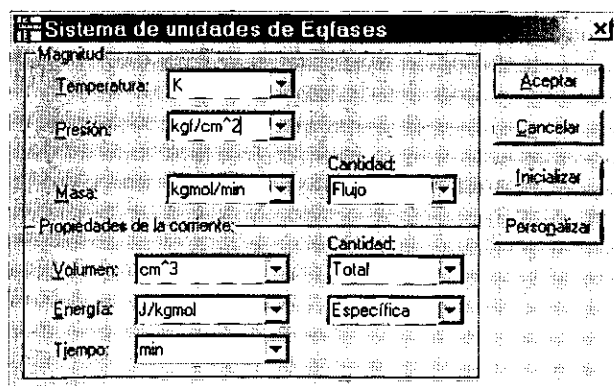 Sistema de unidades de Eqfases
Magnitud
Temperatura: K
Presión: kgf/cm^2
Cantidad:
Masa: kgmol/min Flujo
Propiedades de la corriente:
Cantidad:
Volumen: cm^3 Total
Energía: J/kgmol Específica
Tiempo: min
Aceptar
Cancelar
Inicializar
Personalizar